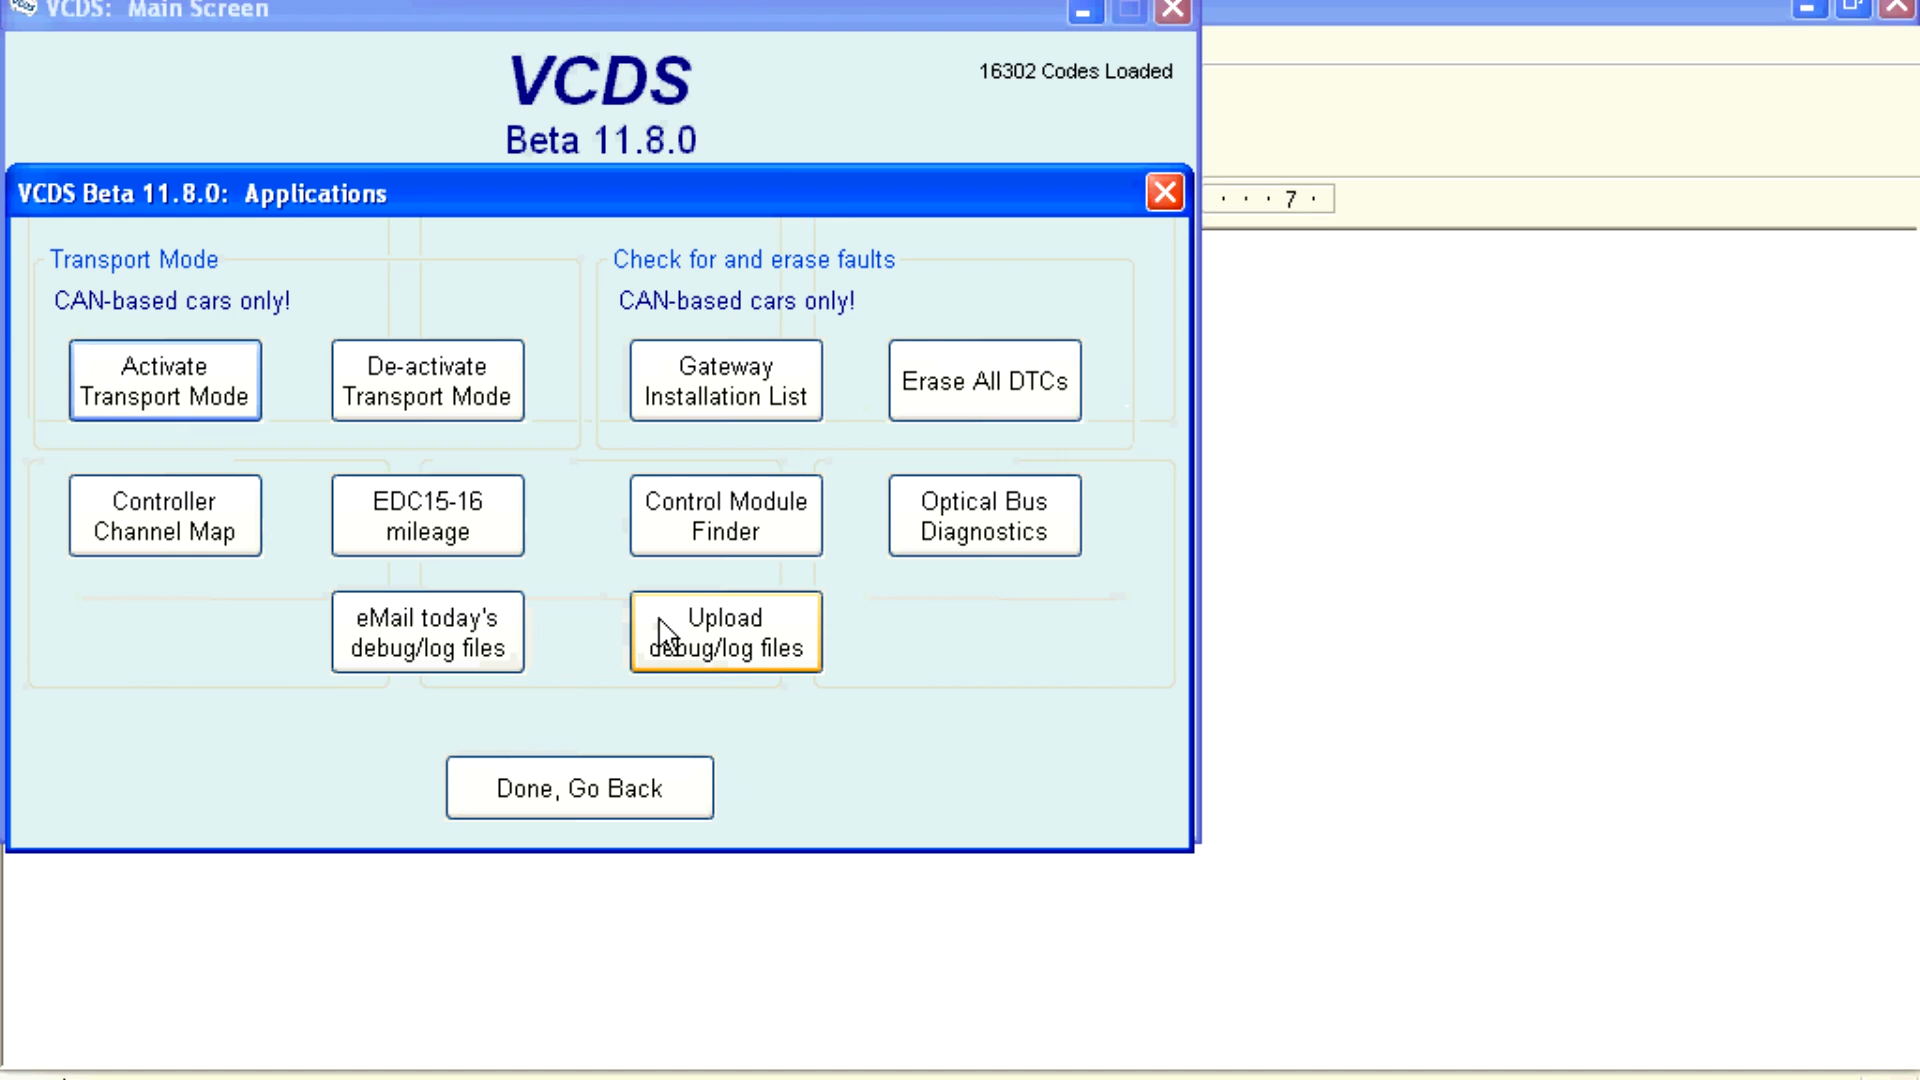 VCDS: Main Screen
VCDS
16302 Codes Loaded
Beta 11.8.0
VCDS Beta 11.8.0: Applications
· · · 7 ·
Transport Mode
Check for and erase faults
CAN-based cars only!
CAN-based cars only!
Activate
Transport Mode
De-activate
Transport Mode
Gateway
Installation List
Erase All DTCs
Controller
Channel Map
EDC15-16
mileage
Control Module
Finder
Optical Bus
Diagnostics
eMail today's
debug/log files
Upload
debug/log files
Done, Go Back